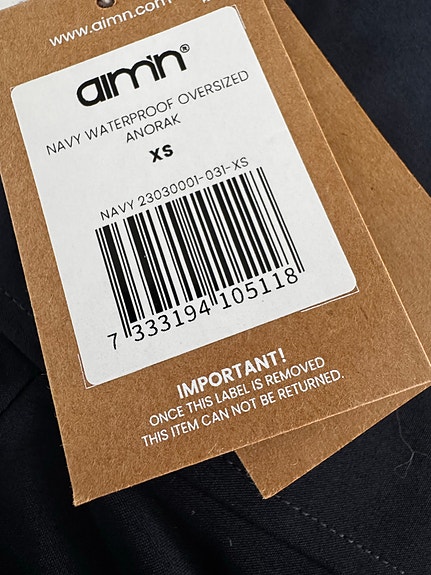 www.aimn.com
aim'n®
NAVY WATERPROOF OVERSIZED
ANORAK
XS
NAVY 23030001-031-XS
7 333194 105118
IMPORTANT!
ONCE THIS LABEL IS REMOVED
THIS ITEM CAN NOT BE RETURNED.